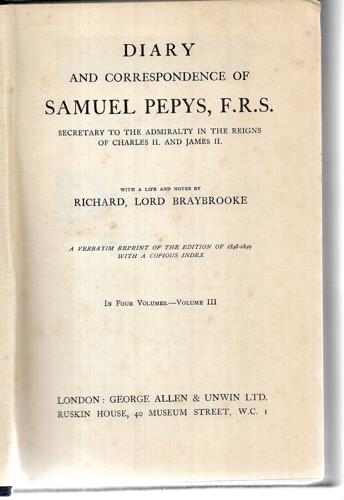 DIARY
AND CORRESPONDENCE OF
SAMUEL PEPYS, F.R.S.
SECRETARY TO THE ADMIRALTY IN THE REIGNS
OF CHARLES II. AND JAMES II.
WITH A LIFE AND NOTES BY
RICHARD, LORD BRAYBROOKE
A VERBATIM REPRINT OF THE EDITION OF 1848-1849
WITH A COPIOUS INDEX
In Four Volumes.—Volume III
LONDON: GEORGE ALLEN & UNWIN LTD.
RUSKIN HOUSE, 40 MUSEUM STREET, W.C. 1